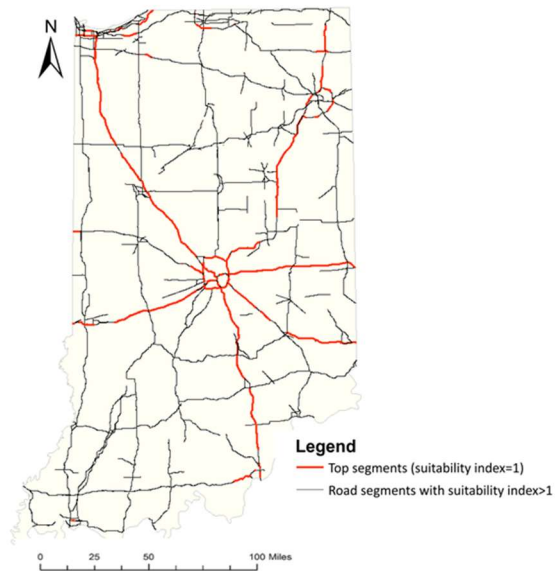 N
Legend
Top segments (suitability index=1)
Road segments with suitability index>1
0 25 50 100 Miles